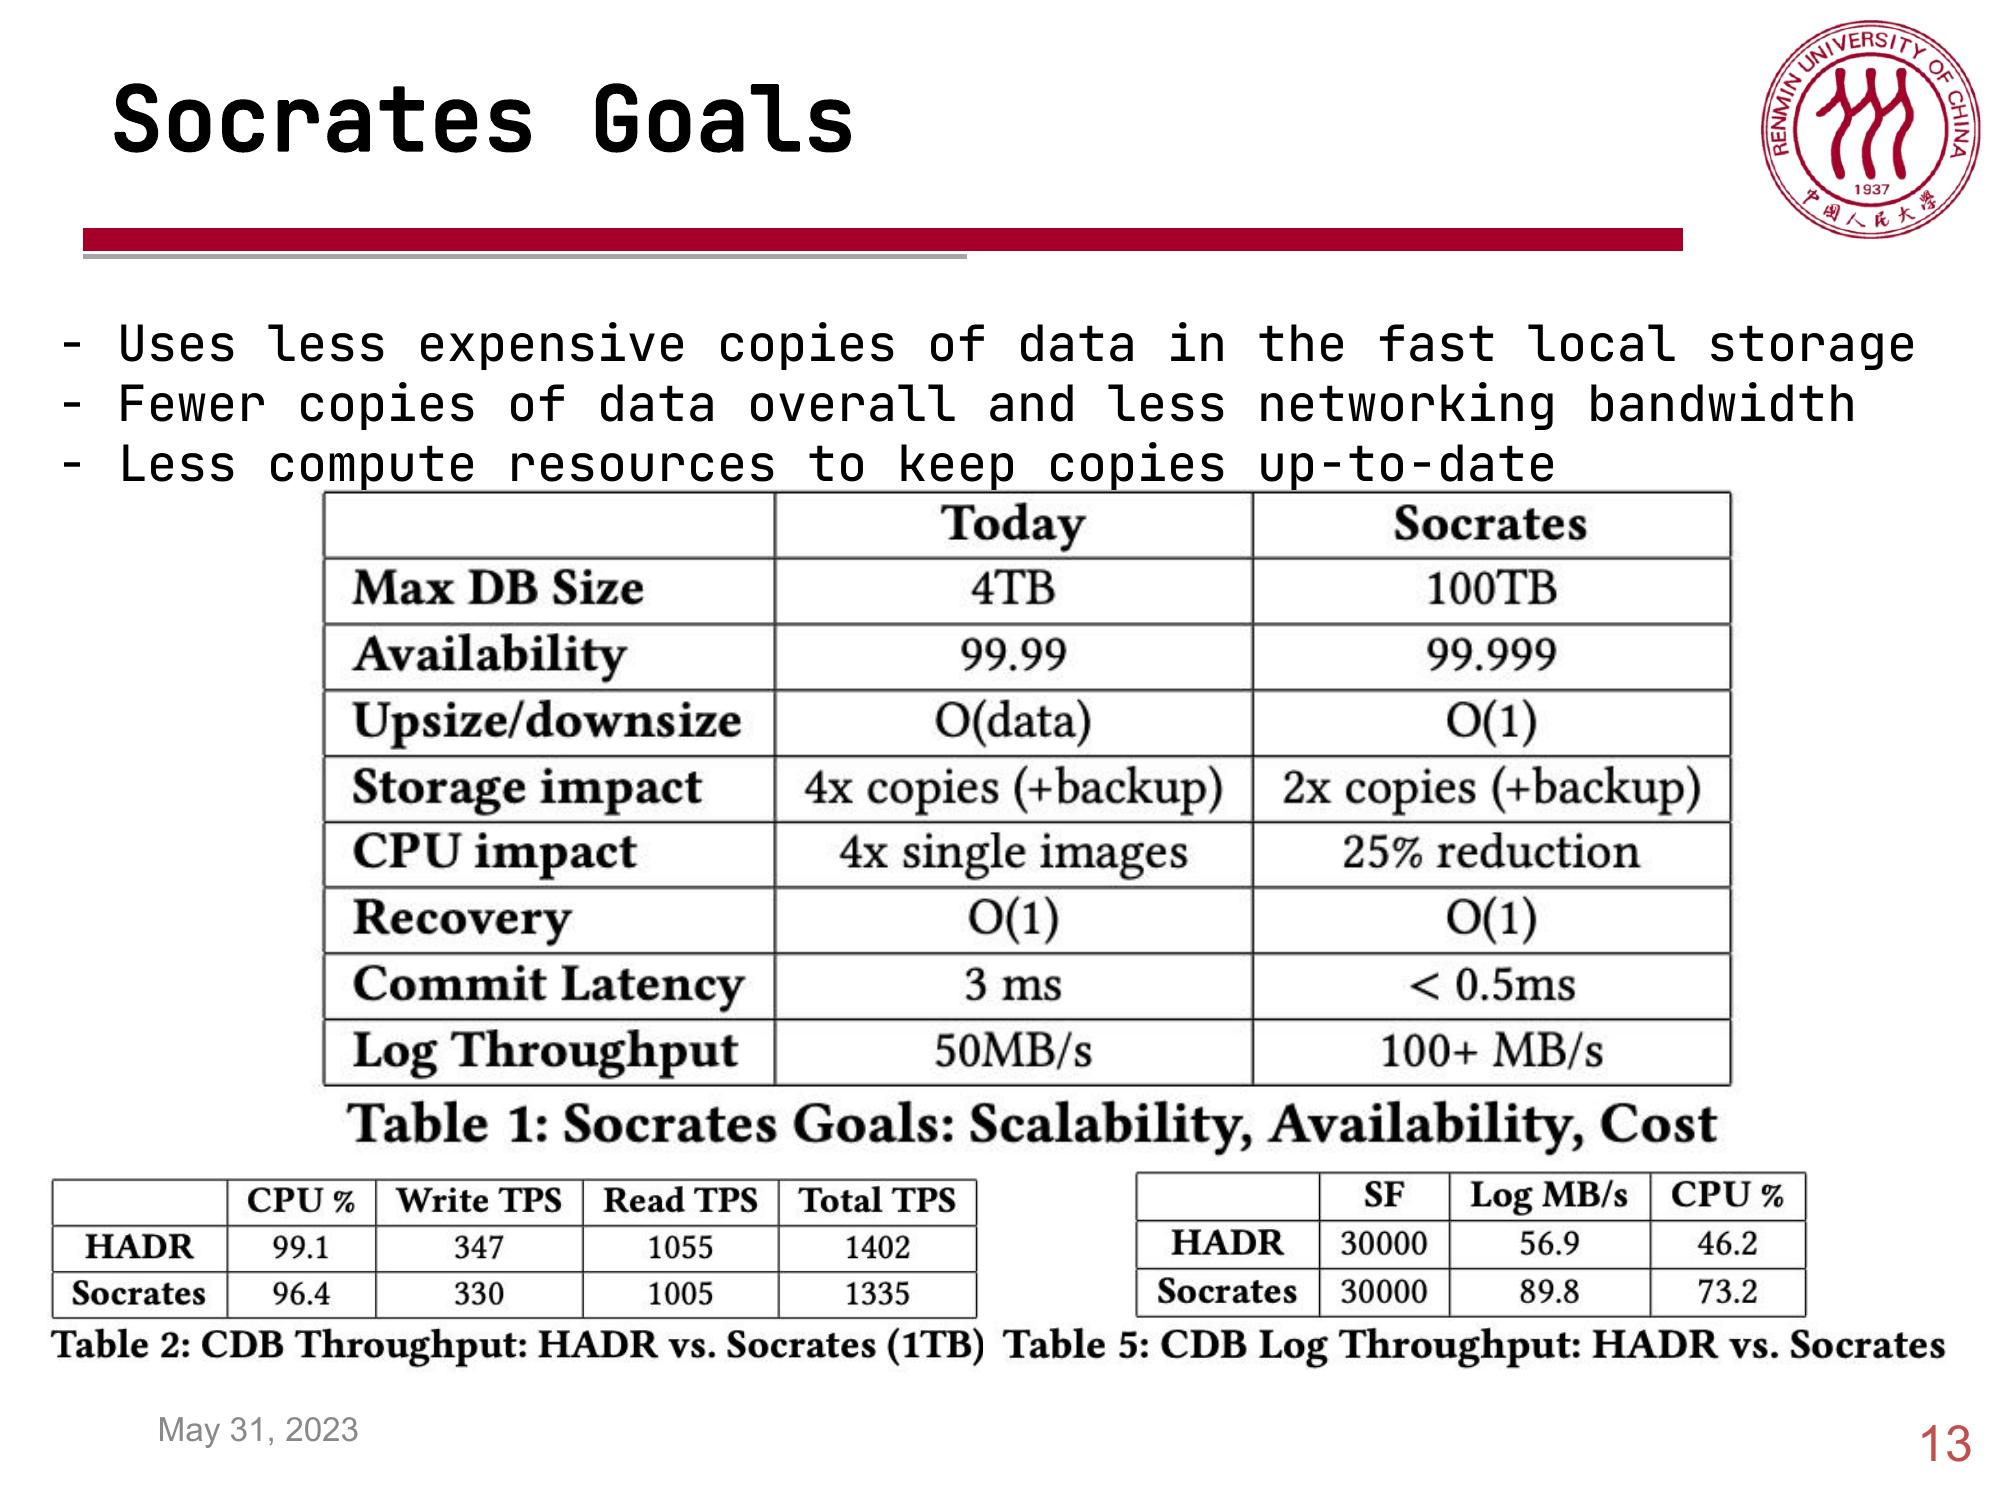 Socrates Goals
RENMIN UNIVERSITY OF CHINA
1937
中國人民大學
- Uses less expensive copies of data in the fast local storage
- Fewer copies of data overall and less networking bandwidth
- Less compute resources to keep copies up-to-date
Today Socrates
Max DB Size 4TB 100TB
Availability 99.99 99.999
Upsize/downsize O(data) O(1)
Storage impact 4x copies (+backup) 2x copies (+backup)
CPU impact 4x single images 25% reduction
Recovery O(1) O(1)
Commit Latency 3 ms < 0.5ms
Log Throughput 50MB/s 100+ MB/s
Table 1: Socrates Goals: Scalability, Availability, Cost
CPU % Write TPS Read TPS Total TPS
HADR 99.1 347 1055 1402
Socrates 96.4 330 1005 1335
Table 2: CDB Throughput: HADR vs. Socrates (1TB)
SF Log MB/s CPU %
HADR 30000 56.9 46.2
Socrates 30000 89.8 73.2
Table 5: CDB Log Throughput: HADR vs. Socrates
May 31, 2023
13